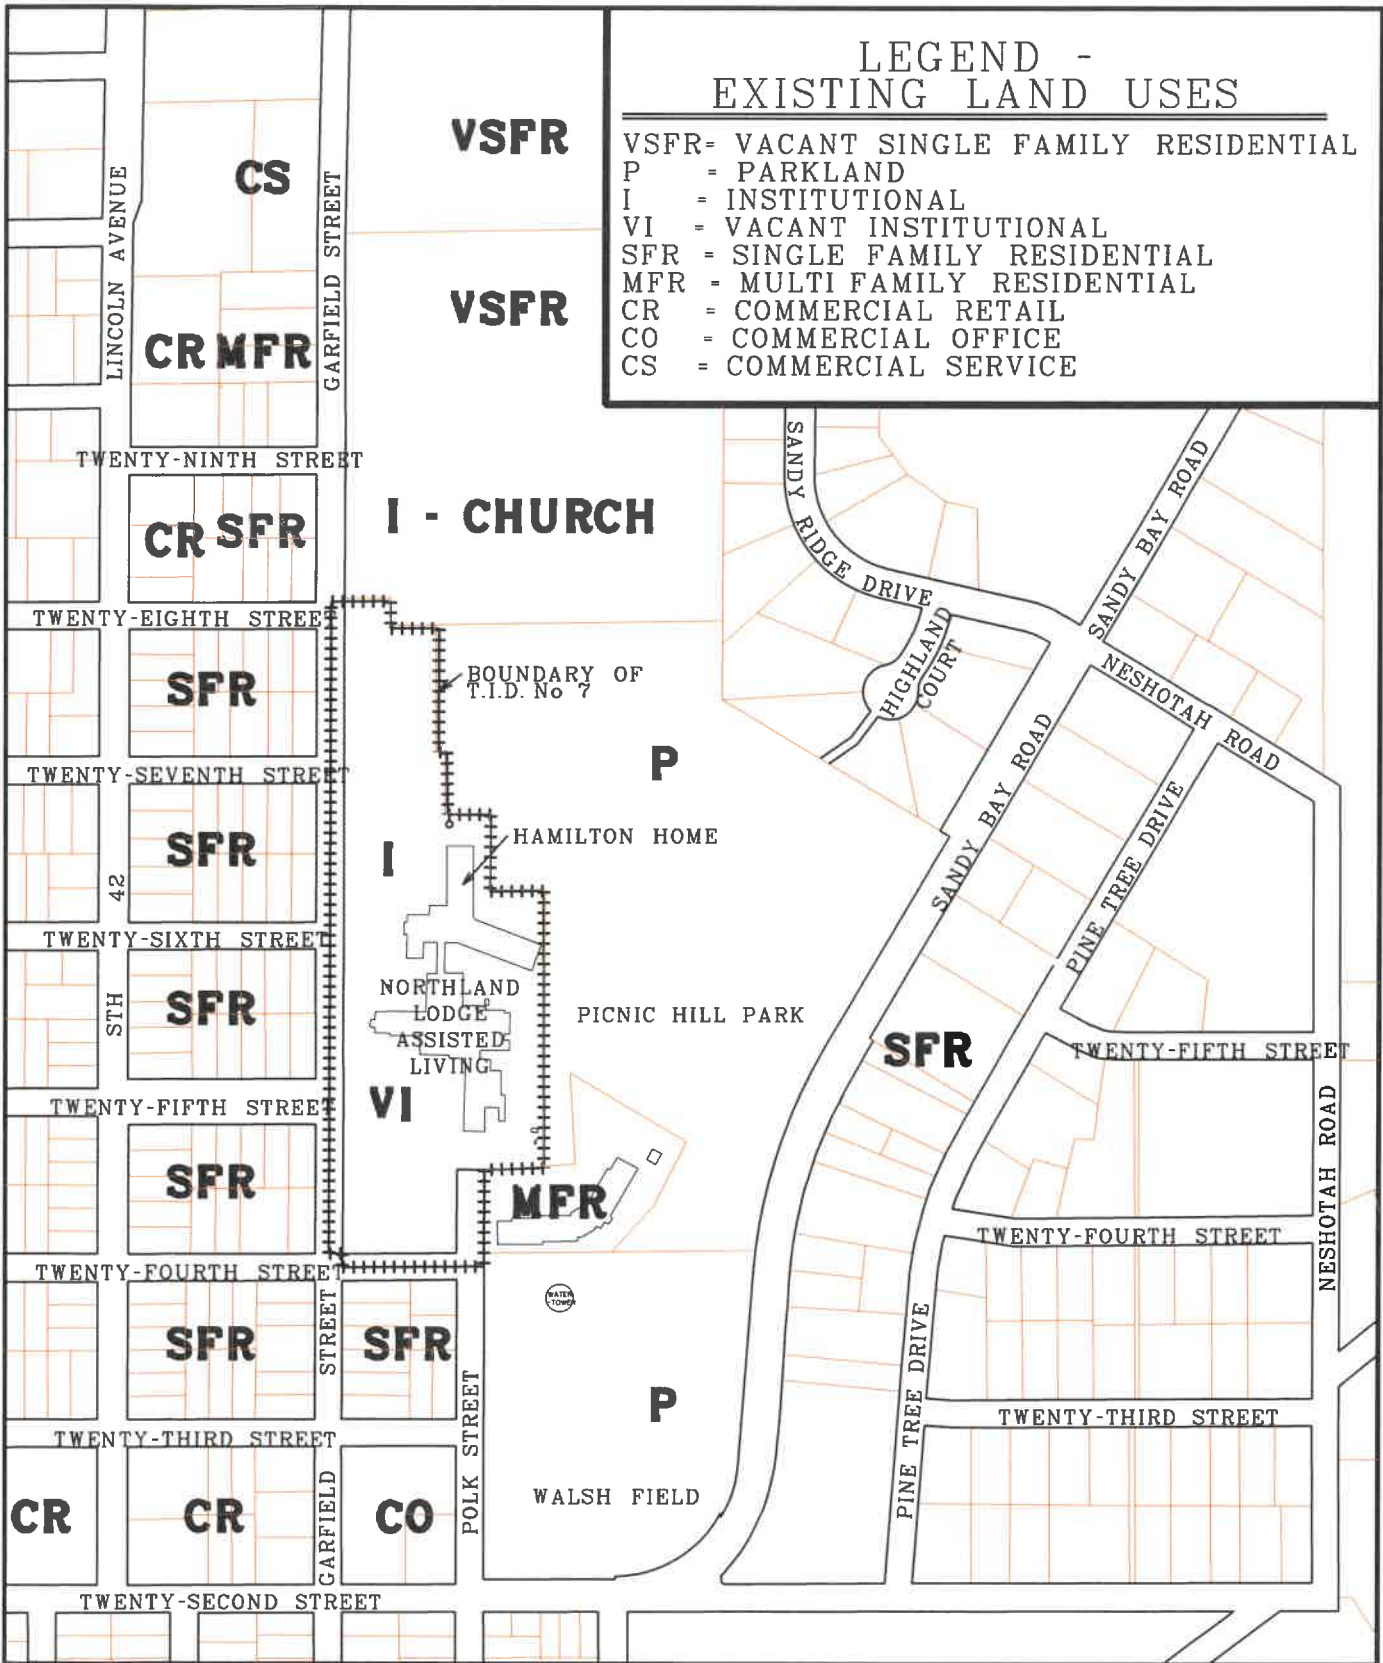 LEGEND -
EXISTING LAND USES
VSFR= VACANT SINGLE FAMILY RESIDENTIAL
P = PARKLAND
I = INSTITUTIONAL
VI = VACANT INSTITUTIONAL
SFR = SINGLE FAMILY RESIDENTIAL
MFR = MULTI FAMILY RESIDENTIAL
CR = COMMERCIAL RETAIL
CO = COMMERCIAL OFFICE
CS = COMMERCIAL SERVICE
VSFR
CS
LINCOLN AVENUE
GARFIELD STREET
VSFR
CR MFR
TWENTY-NINTH STREET
SANDY RIDGE DRIVE
SANDY BAY ROAD
I - CHURCH
CR SFR
TWENTY-EIGHTH STREET
HIGHLAND
COURT
NESHOTAH ROAD
BOUNDARY OF
T.I.D. No 7
SFR
P
TWENTY-SEVENTH STREET
SANDY BAY ROAD
PINE TREE DRIVE
HAMILTON HOME
I
SFR
42
TWENTY-SIXTH STREET
NORTHLAND
LODGE
ASSISTED
LIVING
PICNIC HILL PARK
STH
SFR
SFR
TWENTY-FIFTH STREET
VI
TWENTY-FIFTH STREET
NESHOTAH ROAD
SFR
MFR
TWENTY-FOURTH STREET
TWENTY-FOURTH STREET
WATER
TOWER
SFR
STREET
SFR
PINE TREE DRIVE
P
POLK STREET
TWENTY-THIRD STREET
TWENTY-THIRD STREET
CR
CR
GARFIELD
CO
WALSH FIELD
TWENTY-SECOND STREET